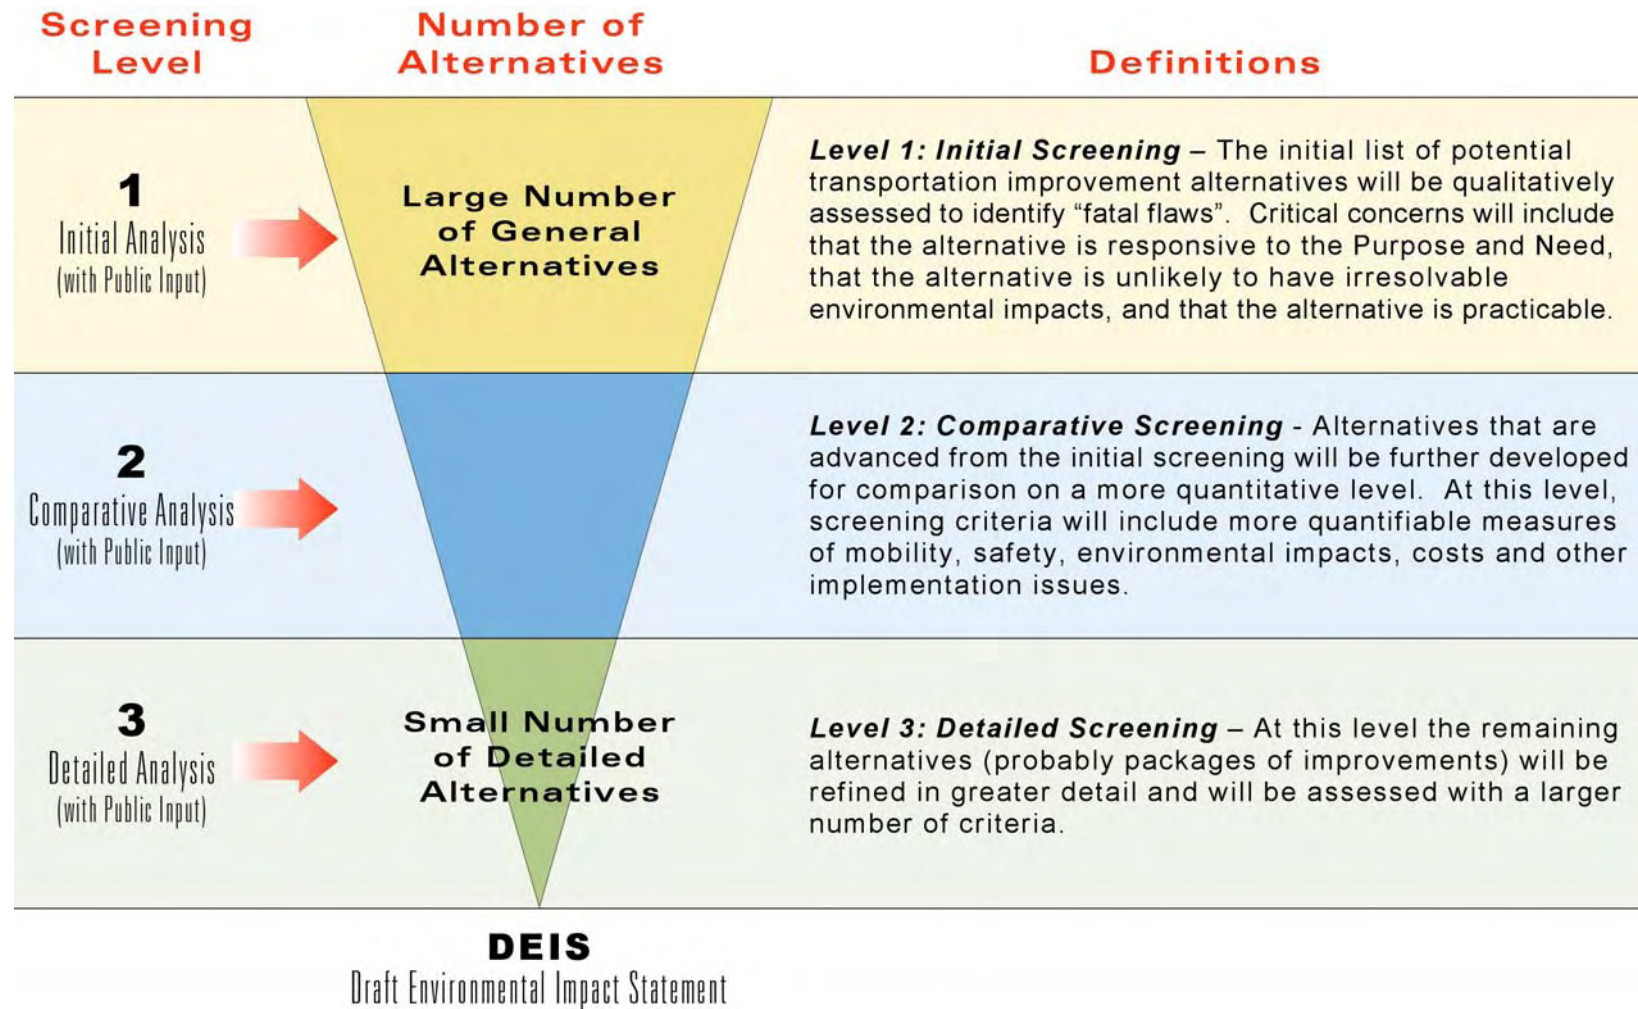 Screening
Level
Number of
Alternatives
Definitions
1
Initial Analysis
(with Public Input)
Large Number
of General
Alternatives
Level 1: Initial Screening – The initial list of potential
transportation improvement alternatives will be qualitatively
assessed to identify “fatal flaws”.  Critical concerns will include
that the alternative is responsive to the Purpose and Need,
that the alternative is unlikely to have irresolvable
environmental impacts, and that the alternative is practicable.
2
Comparative Analysis
(with Public Input)
Level 2: Comparative Screening - Alternatives that are
advanced from the initial screening will be further developed
for comparison on a more quantitative level.  At this level,
screening criteria will include more quantifiable measures
of mobility, safety, environmental impacts, costs and other
implementation issues.
3
Detailed Analysis
(with Public Input)
Small Number
of Detailed
Alternatives
Level 3: Detailed Screening – At this level the remaining
alternatives (probably packages of improvements) will be
refined in greater detail and will be assessed with a larger
number of criteria.
DEIS
Draft Environmental Impact Statement